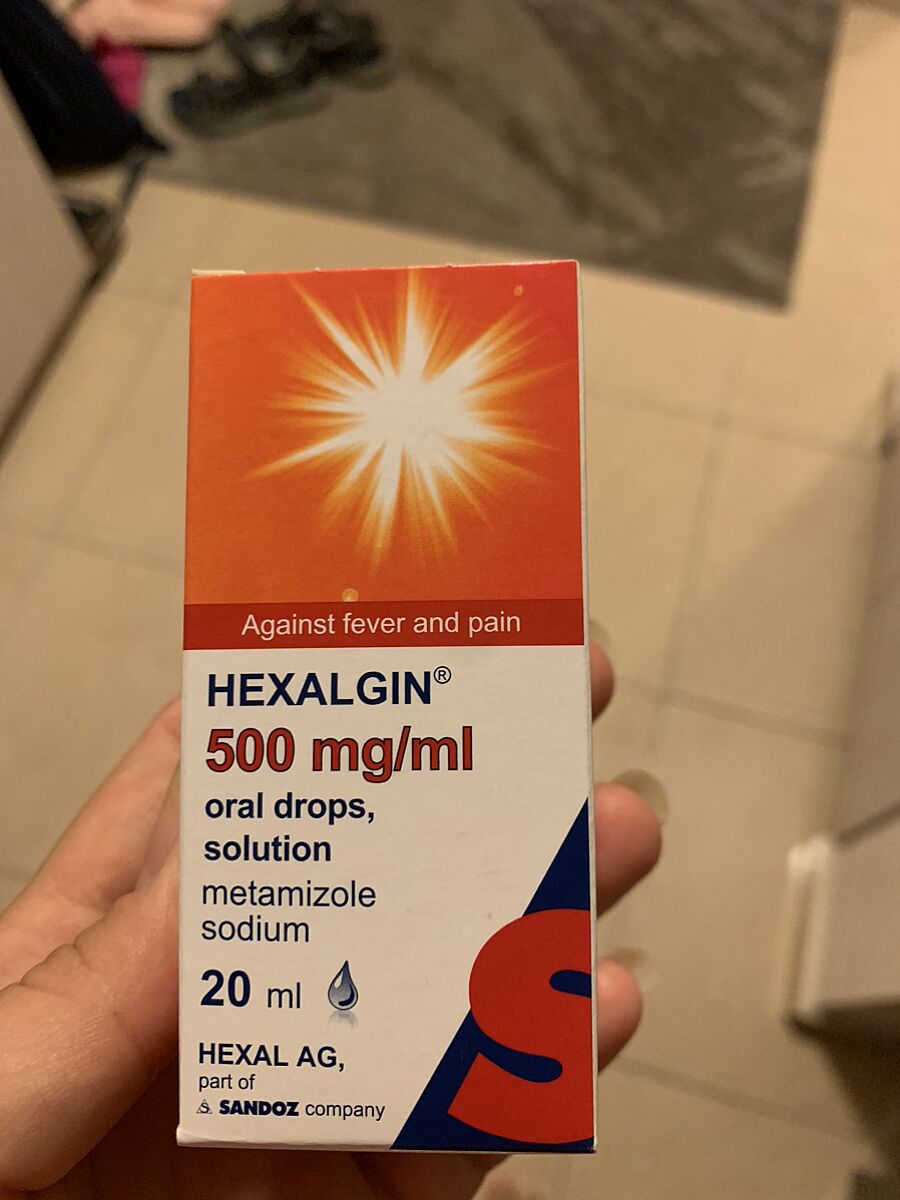 Against fever and pain
HEXALGIN®
500 mg/ml
oral drops,
solution
metamizole
sodium
20 ml
HEXAL AG,
part of
SANDOZ company
S